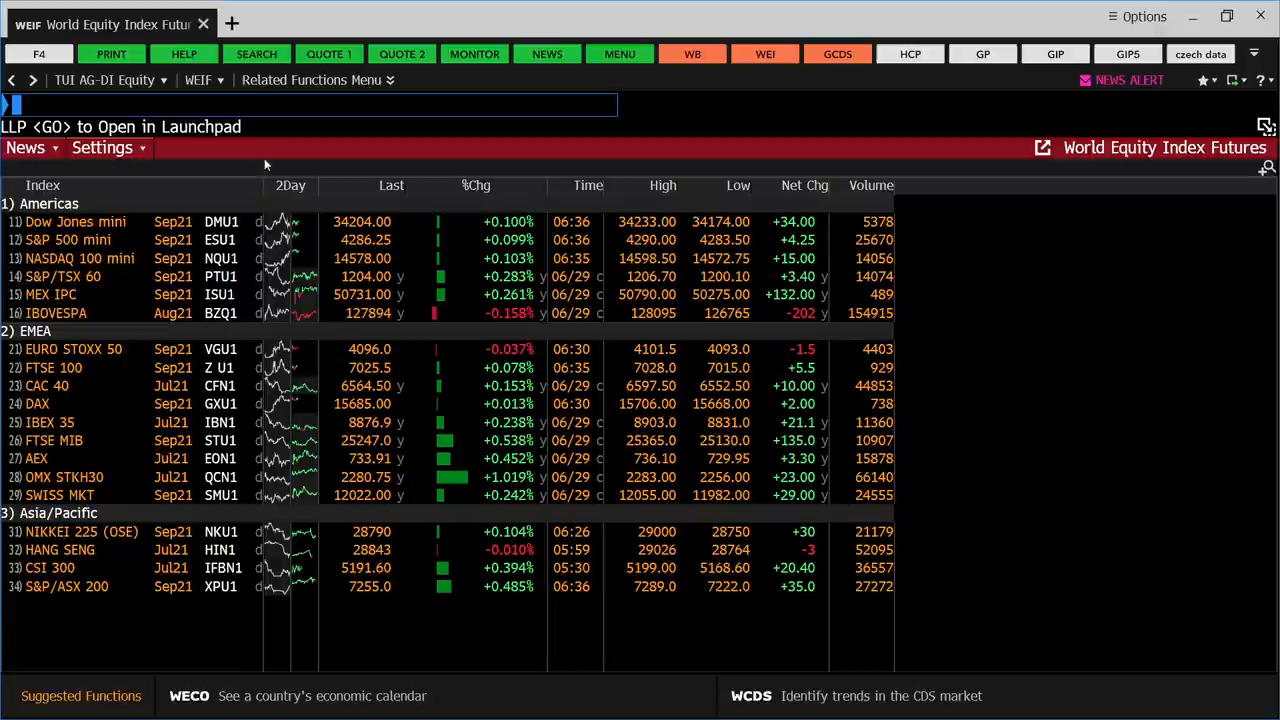 WEIF World Equity Index Futur
Options
F4 PRINT HELP SEARCH QUOTE 1 QUOTE 2 MONITOR NEWS MENU WB WEI GCDS HCP GP GIP GIP5 czech data
TUI AG-DI Equity WEIF Related Functions Menu NEWS ALERT
LLP <GO> to Open in Launchpad
News Settings World Equity Index Futures
Index 2Day Last %Chg Time High Low Net Chg Volume
1) Americas
11) Dow Jones mini Sep21 DMU1 d 34204.00 +0.100% 06:36 34233.00 34174.00 +34.00 5378
12) S&P 500 mini Sep21 ESU1 d 4286.25 +0.099% 06:36 4290.00 4283.50 +4.25 25670
13) NASDAQ 100 mini Sep21 NQU1 d 14578.00 +0.103% 06:35 14598.50 14572.75 +15.00 14056
14) S&P/TSX 60 Sep21 PTU1 d 1204.00 y +0.283% y 06/29 c 1206.70 1200.10 +3.40 y 14074
15) MEX IPC Sep21 ISU1 d 50731.00 y +0.261% y 06/29 c 50790.00 50275.00 +132.00 y 489
16) IBOVESPA Aug21 BZQ1 d 127894 y -0.158% y 06/29 c 128095 126765 -202 y 154915
2) EMEA
21) EURO STOXX 50 Sep21 VGU1 d 4096.0 -0.037% 06:30 4101.5 4093.0 -1.5 4403
22) FTSE 100 Sep21 Z U1 d 7025.5 +0.078% 06:35 7028.0 7015.0 +5.5 929
23) CAC 40 Jul21 CFN1 d 6564.50 y +0.153% y 06/29 c 6597.50 6552.50 +10.00 y 44853
24) DAX Sep21 GXU1 d 15685.00 +0.013% 06:30 15706.00 15668.00 +2.00 738
25) IBEX 35 Jul21 IBN1 d 8876.9 y +0.238% y 06/29 c 8903.0 8831.0 +21.1 y 11360
26) FTSE MIB Sep21 STU1 d 25247.0 y +0.538% y 06/29 c 25365.0 25130.0 +135.0 y 10907
27) AEX Jul21 EON1 d 733.91 y +0.452% y 06/29 c 736.10 729.95 +3.30 y 15878
28) OMX STKH30 Jul21 QCN1 d 2280.75 y +1.019% y 06/29 c 2283.00 2256.00 +23.00 y 66140
29) SWISS MKT Sep21 SMU1 d 12022.00 y +0.242% y 06/29 c 12055.00 11982.00 +29.00 y 24555
3) Asia/Pacific
31) NIKKEI 225 (OSE) Sep21 NKU1 d 28790 +0.104% 06:26 29000 28750 +30 21179
32) HANG SENG Jul21 HIN1 d 28843 -0.010% 05:59 29026 28764 -3 52095
33) CSI 300 Jul21 IFBN1 d 5191.60 +0.394% 05:30 5199.00 5168.60 +20.40 36557
34) S&P/ASX 200 Sep21 XPU1 d 7255.0 +0.485% 06:36 7289.0 7222.0 +35.0 27272
Suggested Functions WECO See a country's economic calendar WCDS Identify trends in the CDS market